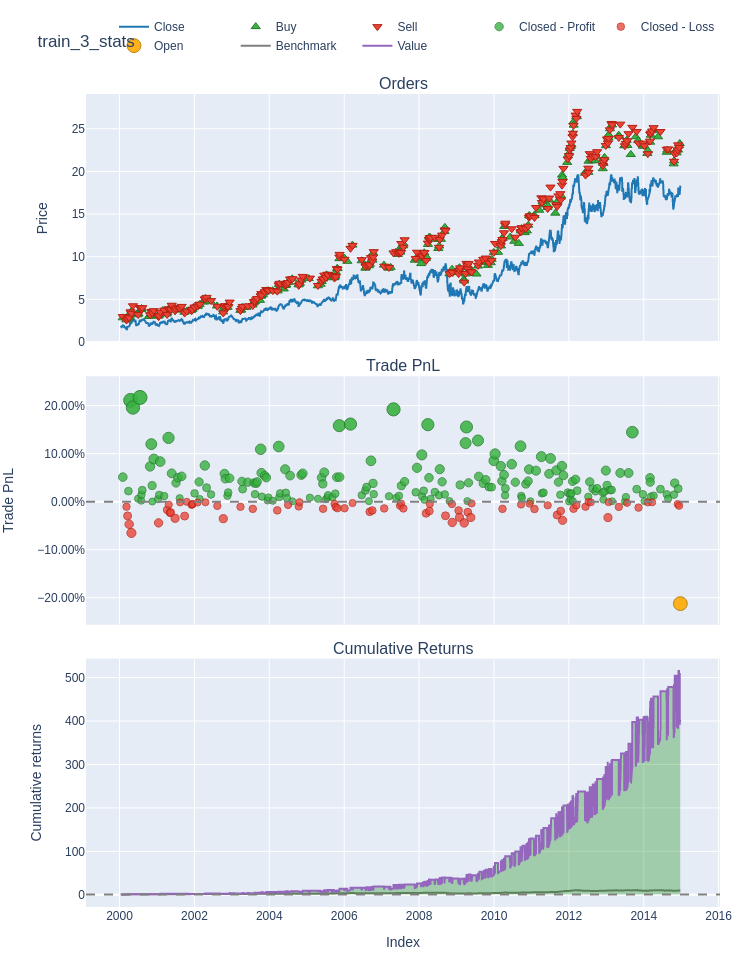 train_3_stats
Close
Buy
Sell
Closed - Profit
Closed - Loss
Open
Benchmark
Value
Orders
Price
25
20
15
10
5
0
Trade PnL
Trade PnL
20.00%
10.00%
0.00%
−10.00%
−20.00%
Cumulative Returns
Cumulative returns
500
400
300
200
100
0
2000 2002 2004 2006 2008 2010 2012 2014 2016
Index